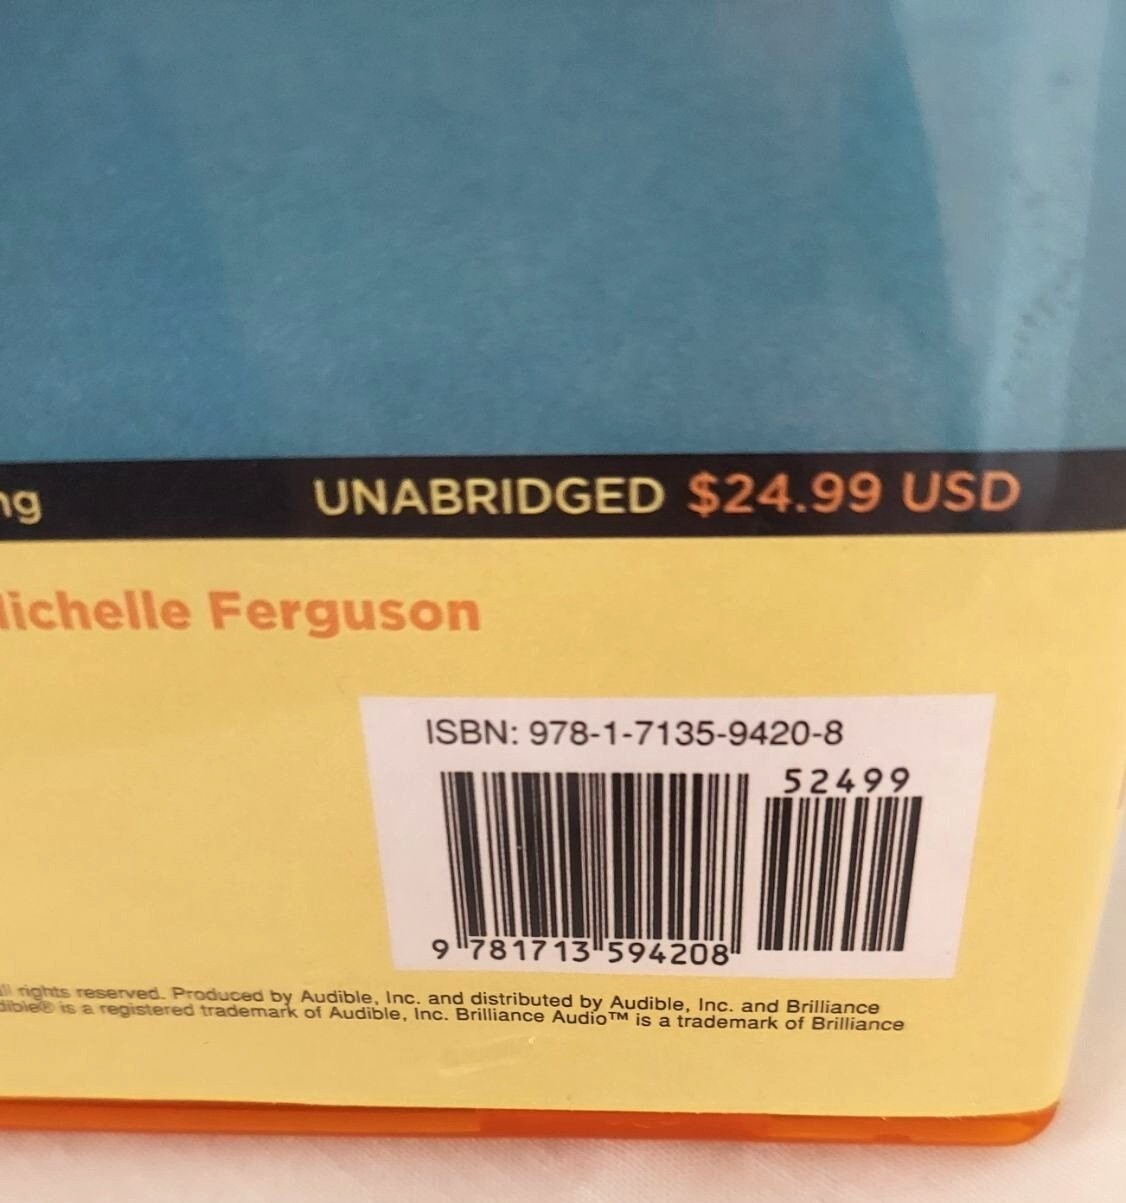 ng UNABRIDGED $24.99 USD
ichelle Ferguson
ISBN: 978-1-7135-9420-8
52499
9 781713 594208
ll rights reserved. Produced by Audible, Inc. and distributed by Audible, Inc. and Brilliance
dible® is a registered trademark of Audible, Inc. Brilliance Audio™ is a trademark of Brilliance